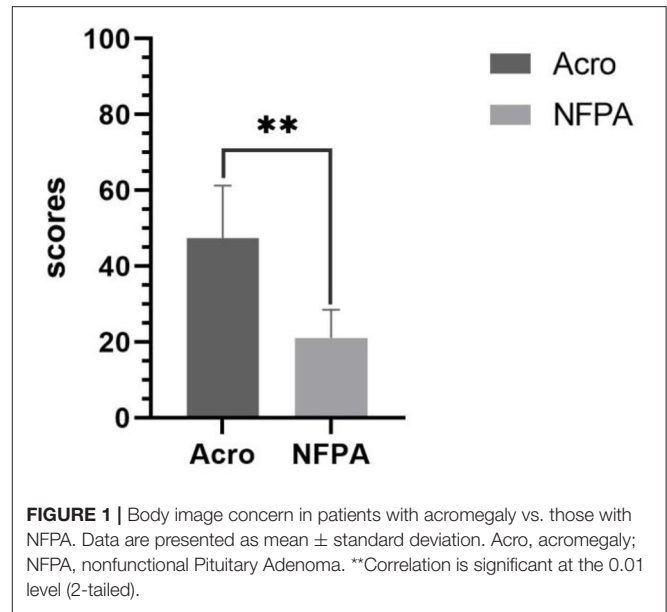 100
80
60
40
20
0
scores
**
Acro
NFPA
Acro NFPA
FIGURE 1 | Body image concern in patients with acromegaly vs. those with
NFPA. Data are presented as mean ± standard deviation. Acro, acromegaly;
NFPA, nonfunctional Pituitary Adenoma. **Correlation is significant at the 0.01
level (2-tailed).